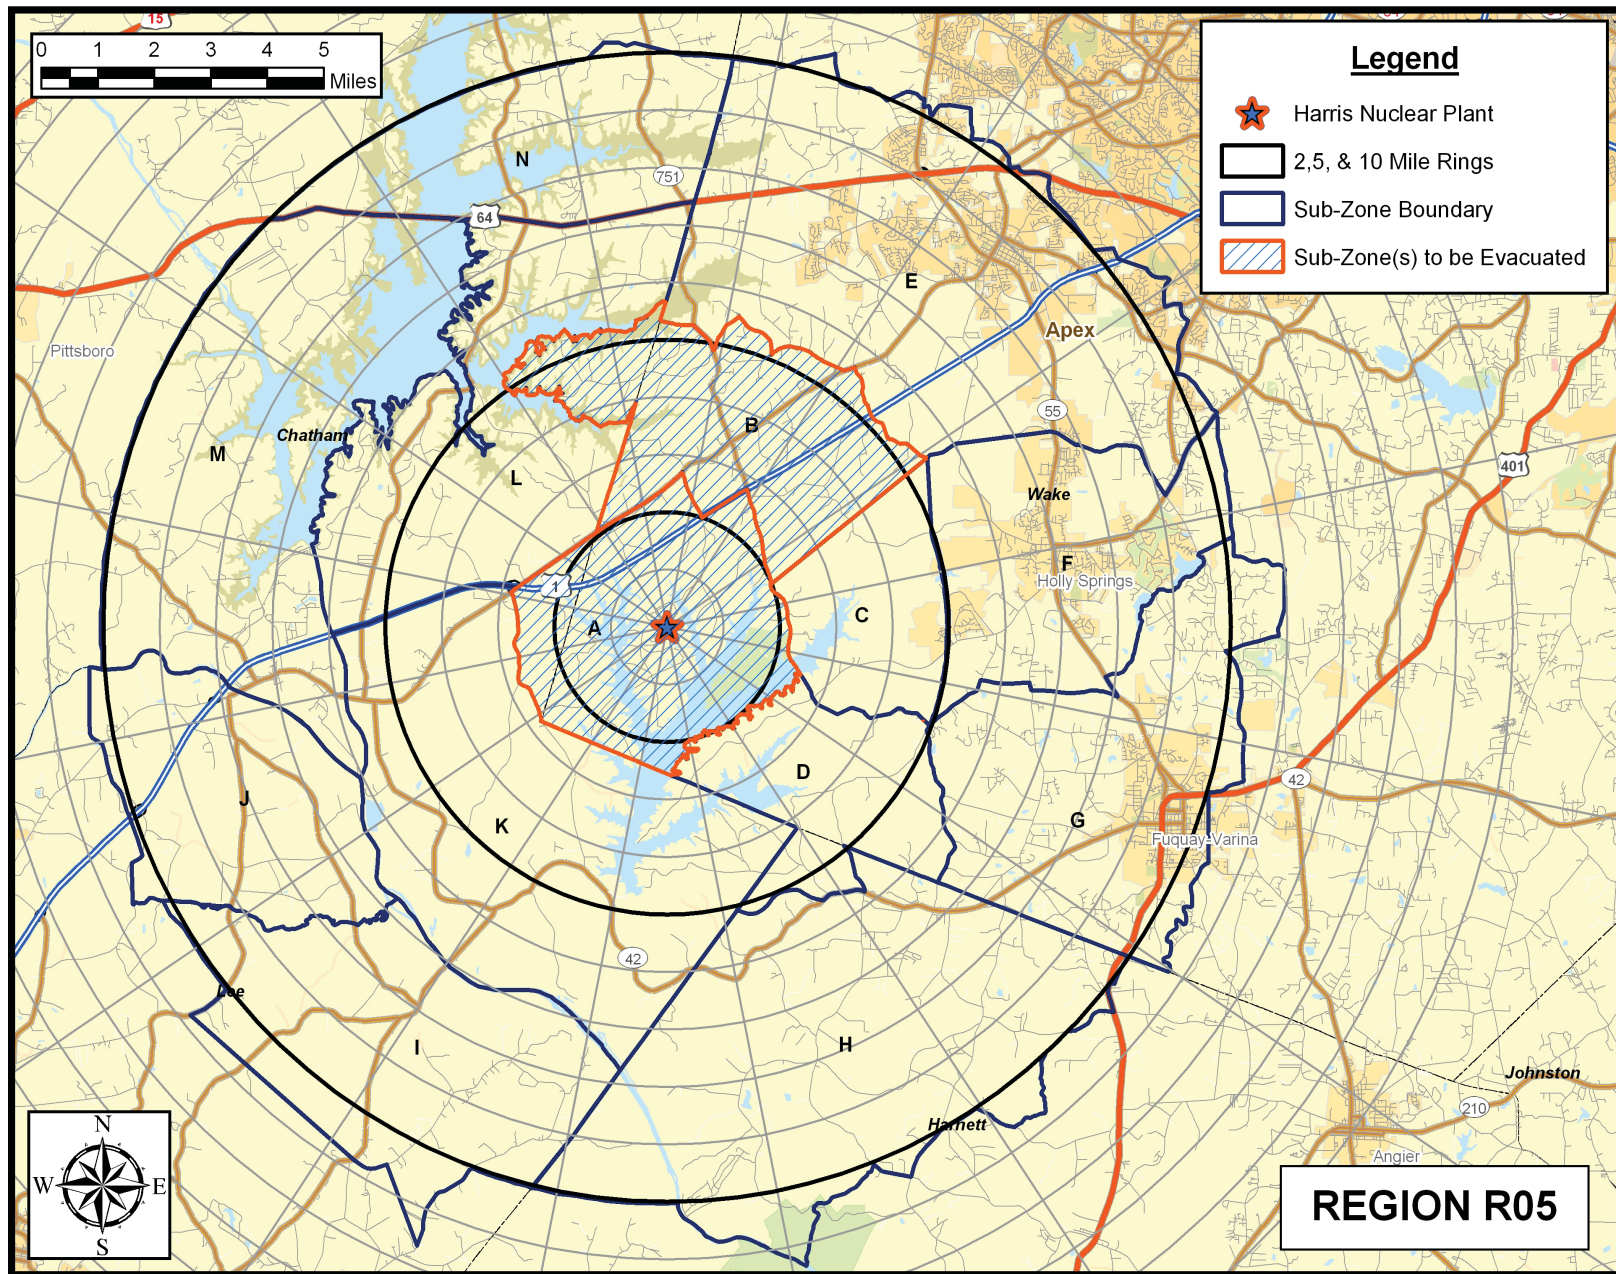 15
0 1 2 3 4 5
Miles
Legend
Harris Nuclear Plant
2,5, & 10 Mile Rings
Sub-Zone Boundary
Sub-Zone(s) to be Evacuated
N
751
64
E
Apex
Pittsboro
55
B
Chatham
M
L
401
Wake
F
Holly Springs
1
A
C
D
42
J
K
G
Fuquay-Varina
42
Lee
I
H
Johnston
210
Harnett
Angier
N
W E
S
REGION R05